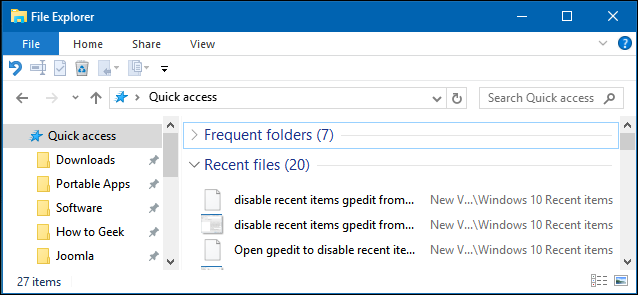 File Explorer
File Home Share View
Quick access
Search Quick access
Quick access
Downloads
Portable Apps
Software
How to Geek
Joomla
Frequent folders (7)
Recent files (20)
disable recent items gpedit from... New V...\Windows 10 Recent items
disable recent items gpedit from... New V...\Windows 10 Recent items
Open gpedit to disable recent ite... New V...\Windows 10 Recent items
27 items